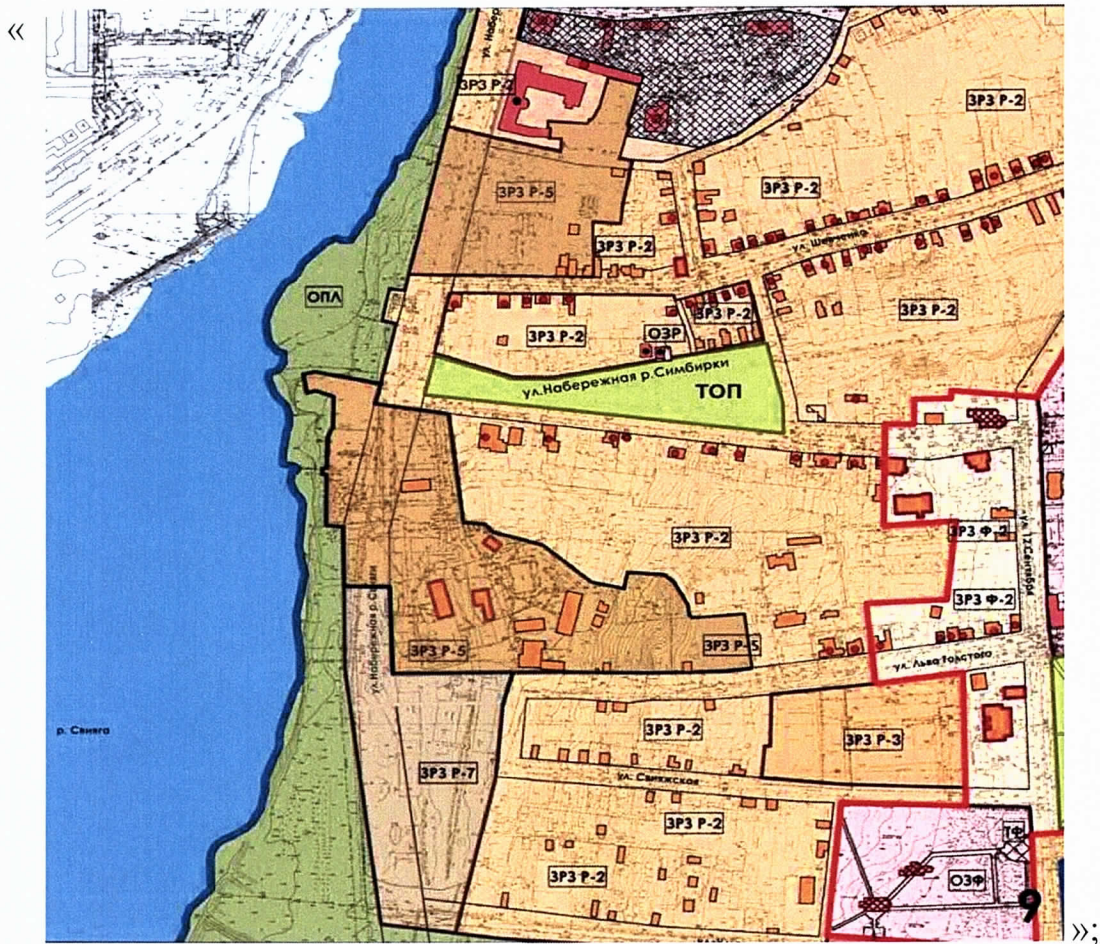 «
ул. Набер
ЗРЗ Р-2
ЗРЗ Р-2
ЗРЗ Р-5
ЗРЗ Р-2
ЗРЗ Р-2
ул. Шевченко
ОПЛ
ЗРЗ Р-2
ЗРЗ Р-2
ОЗР
ЗРЗ Р-2
ул.Набережная р.Симбирки
ТОП
ЗРЗ Р-2
ЗРЗ Ф-2
ул. 12 Сентября
ЗРЗ Ф-2
ул.Набережная р. Свияги
ЗРЗ Р-5
ЗРЗ Р-5
ул. Льва Толстого
р. Свияга
ЗРЗ Р-2
ЗРЗ Р-3
ЗРЗ Р-7
ул. Свияжская
ЗРЗ Р-2
ТФ
ЗРЗ Р-2
ОЗФ
9
»;